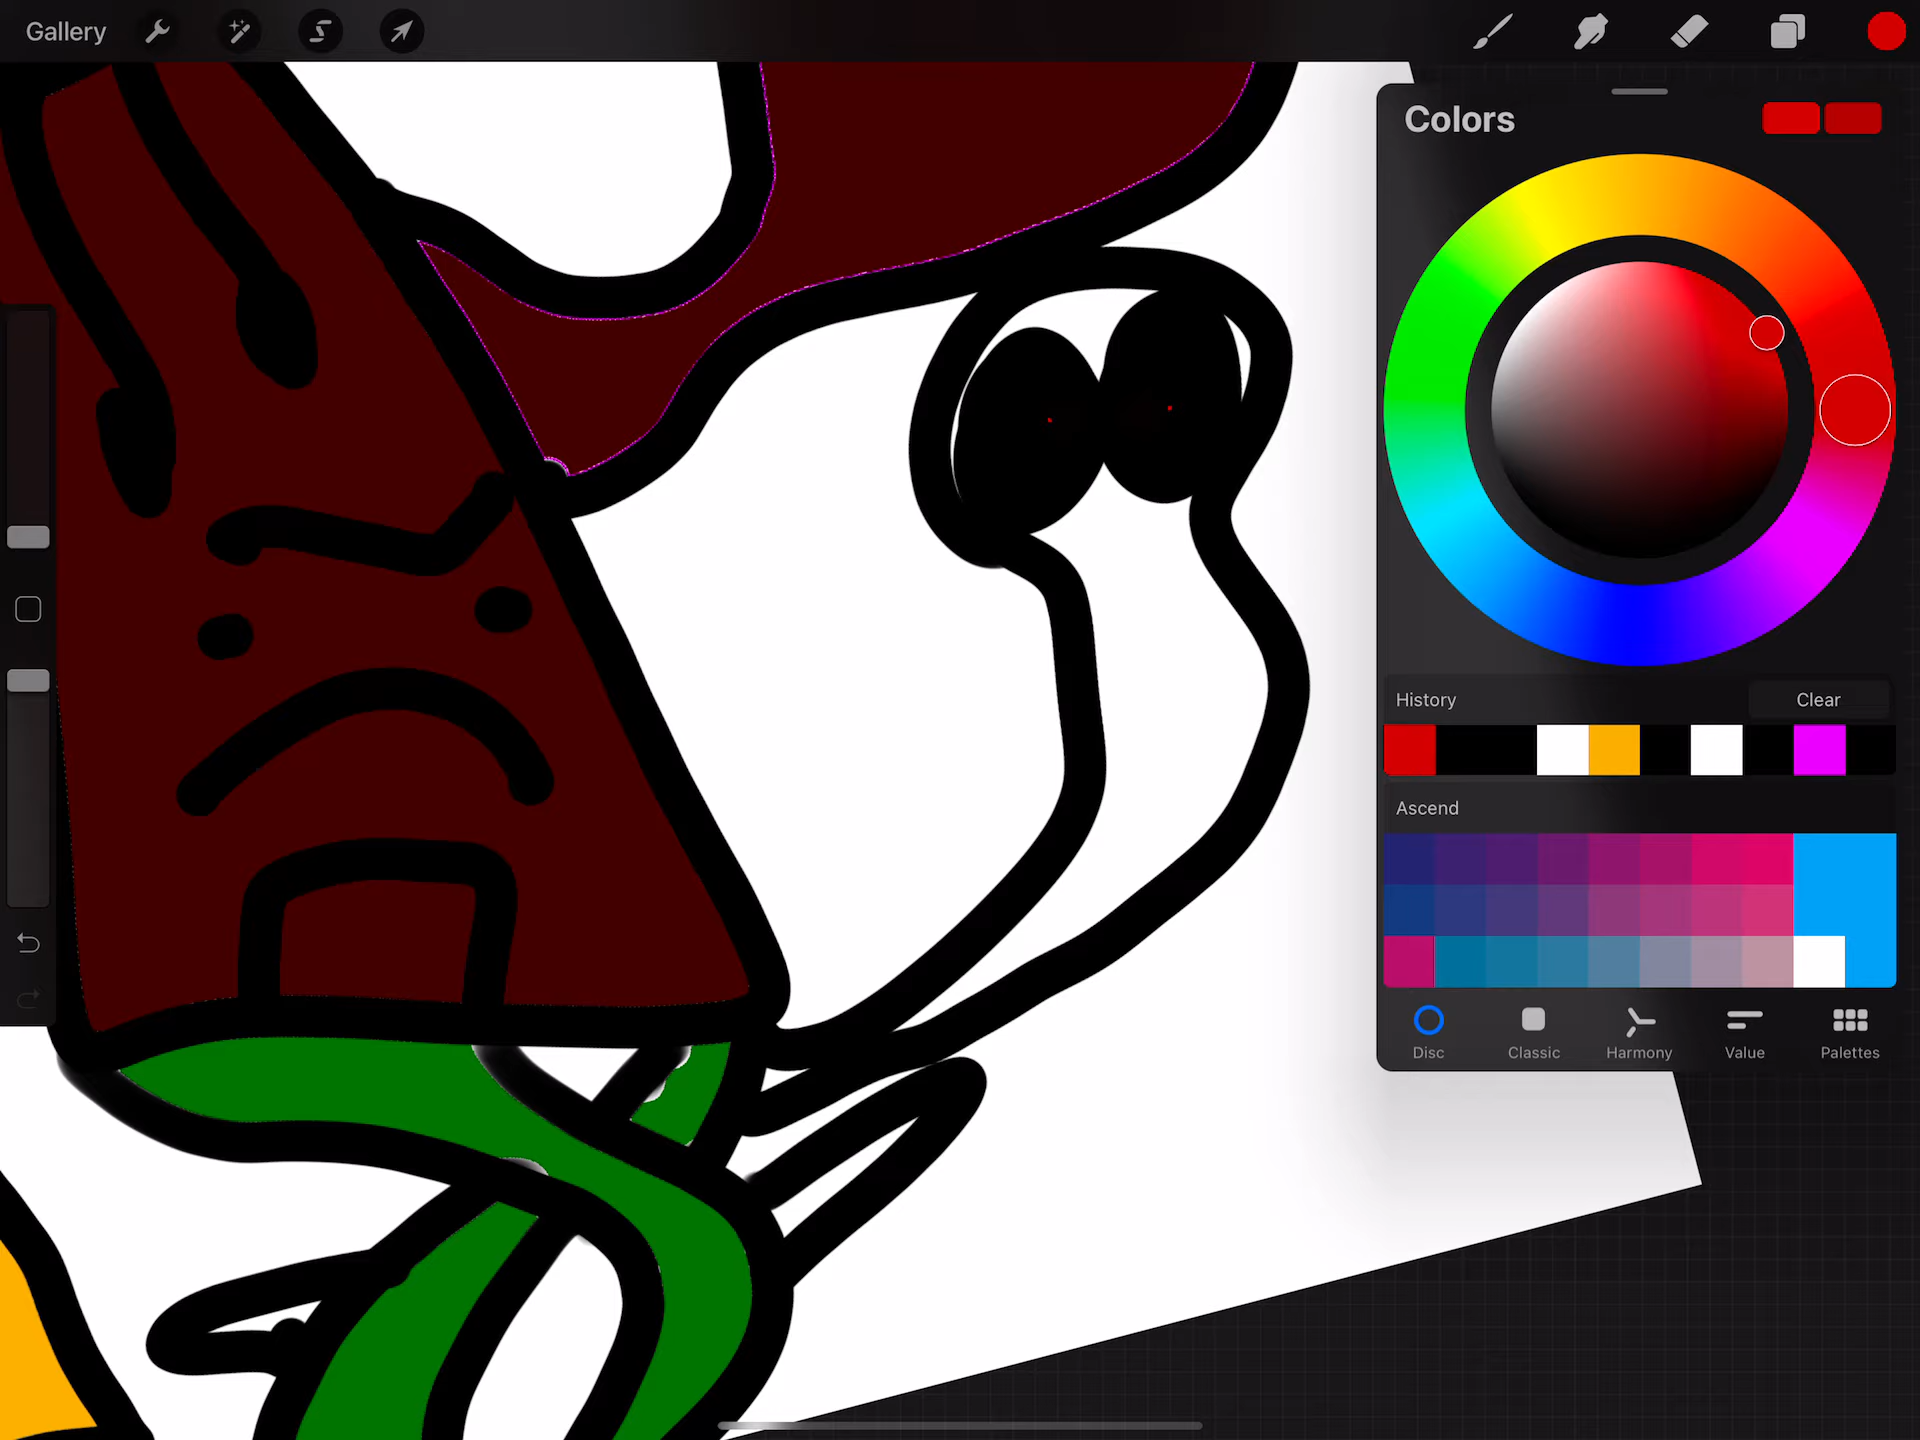 Gallery
Colors
History
Clear
Ascend
Disc
Classic
Harmony
Value
Palettes